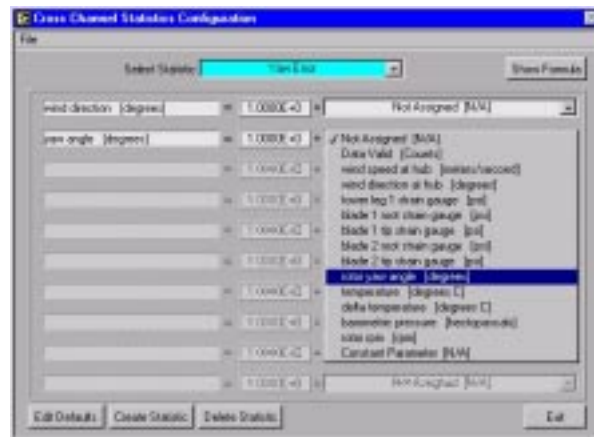 Cross Channel Statistics Configuration
File
Select Statistic Yaw Error Show Formula
wind direction [degrees] = 1.0000E+0 Not Assigned [N/A]
yaw angle [degrees] = 1.0000E+0
✓ Not Assigned [N/A]
Data Valid [Counts]
wind speed at hub [meters/second]
wind direction at hub [degrees]
tower leg 1 strain gauge [psi]
blade 1 root strain gauge [psi]
blade 1 tip strain gauge [psi]
blade 2 root strain gauge [psi]
blade 2 tip strain gauge [psi]
rotor yaw angle [degrees]
temperature [degrees C]
delta temperature [degrees C]
barometric pressure [hectopascals]
rotor rpm [rpm]
Constant Parameter [N/A]
Not Assigned [N/A]
Edit Defaults Create Statistic Delete Statistic Exit